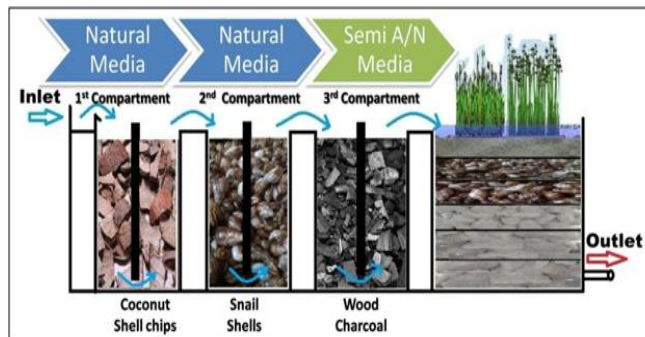 Natural Media
Natural Media
Semi A/N Media
Inlet
1st Compartment
2nd Compartment
3rd Compartment
Outlet
Coconut Shell chips
Snail Shells
Wood Charcoal